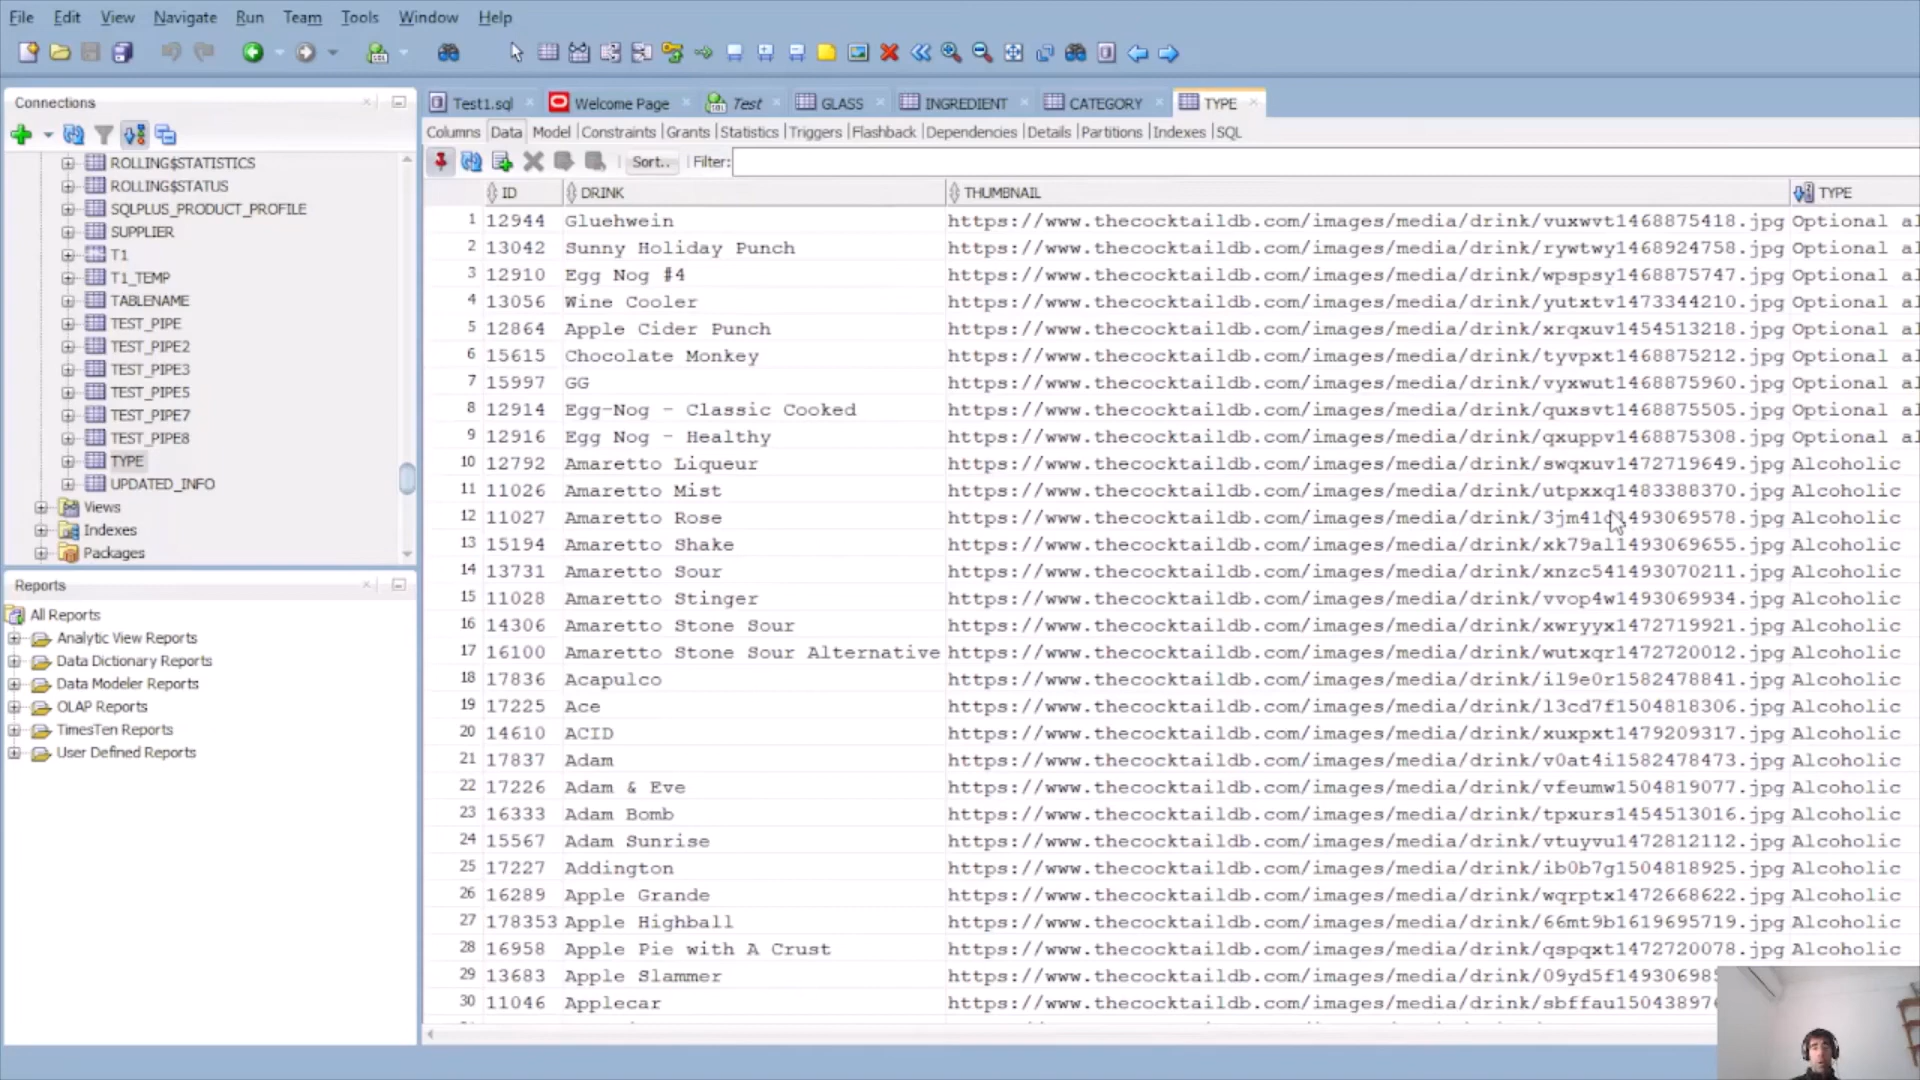 File Edit View Navigate Run Team Tools Window Help
Connections
Test1.sql Welcome Page Test GLASS INGREDIENT CATEGORY TYPE
Columns Data Model Constraints Grants Statistics Triggers Flashback Dependencies Details Partitions Indexes SQL
Sort.. Filter:
ROLLING$STATISTICS
ROLLING$STATUS
SQLPLUS_PRODUCT_PROFILE
SUPPLIER
T1
T1_TEMP
TABLENAME
TEST_PIPE
TEST_PIPE2
TEST_PIPE3
TEST_PIPE5
TEST_PIPE7
TEST_PIPE8
TYPE
UPDATED_INFO
Views
Indexes
Packages
Reports
All Reports
Analytic View Reports
Data Dictionary Reports
Data Modeler Reports
OLAP Reports
TimesTen Reports
User Defined Reports
ID DRINK THUMBNAIL TYPE
1 12944 Gluehwein https://www.thecocktaildb.com/images/media/drink/vuxwvt1468875418.jpg Optional al
2 13042 Sunny Holiday Punch https://www.thecocktaildb.com/images/media/drink/rywtwy1468924758.jpg Optional al
3 12910 Egg Nog #4 https://www.thecocktaildb.com/images/media/drink/wpspsy1468875747.jpg Optional al
4 13056 Wine Cooler https://www.thecocktaildb.com/images/media/drink/yutxtv1473344210.jpg Optional al
5 12864 Apple Cider Punch https://www.thecocktaildb.com/images/media/drink/xrqxuv1454513218.jpg Optional al
6 15615 Chocolate Monkey https://www.thecocktaildb.com/images/media/drink/tyvpxt1468875212.jpg Optional al
7 15997 GG https://www.thecocktaildb.com/images/media/drink/vyxwut1468875960.jpg Optional al
8 12914 Egg-Nog - Classic Cooked https://www.thecocktaildb.com/images/media/drink/quxsvt1468875505.jpg Optional al
9 12916 Egg Nog - Healthy https://www.thecocktaildb.com/images/media/drink/qxuppv1468875308.jpg Optional al
10 12792 Amaretto Liqueur https://www.thecocktaildb.com/images/media/drink/swqxuv1472719649.jpg Alcoholic
11 11026 Amaretto Mist https://www.thecocktaildb.com/images/media/drink/utpxxq1483388370.jpg Alcoholic
12 11027 Amaretto Rose Alcoholic
13 15194 Amaretto Shake https://www.thecocktaildb.com/images/media/drink/xk79al1493069655.jpg Alcoholic
14 13731 Amaretto Sour https://www.thecocktaildb.com/images/media/drink/xnzc541493070211.jpg Alcoholic
15 11028 Amaretto Stinger https://www.thecocktaildb.com/images/media/drink/vvop4w1493069934.jpg Alcoholic
16 14306 Amaretto Stone Sour https://www.thecocktaildb.com/images/media/drink/xwryyx1472719921.jpg Alcoholic
17 16100 Amaretto Stone Sour Alternative https://www.thecocktaildb.com/images/media/drink/wutxqr1472720012.jpg Alcoholic
18 17836 Acapulco https://www.thecocktaildb.com/images/media/drink/il9e0r1582478841.jpg Alcoholic
19 17225 Ace https://www.thecocktaildb.com/images/media/drink/l3cd7f1504818306.jpg Alcoholic
20 14610 ACID https://www.thecocktaildb.com/images/media/drink/xuxpxt1479209317.jpg Alcoholic
21 17837 Adam https://www.thecocktaildb.com/images/media/drink/v0at4i1582478473.jpg Alcoholic
22 17226 Adam & Eve https://www.thecocktaildb.com/images/media/drink/vfeumw1504819077.jpg Alcoholic
23 16333 Adam Bomb https://www.thecocktaildb.com/images/media/drink/tpxurs1454513016.jpg Alcoholic
24 15567 Adam Sunrise https://www.thecocktaildb.com/images/media/drink/vtuyvu1472812112.jpg Alcoholic
25 17227 Addington https://www.thecocktaildb.com/images/media/drink/ib0b7g1504818925.jpg Alcoholic
26 16289 Apple Grande https://www.thecocktaildb.com/images/media/drink/wqrptx1472668622.jpg Alcoholic
27 178353 Apple Highball https://www.thecocktaildb.com/images/media/drink/66mt9b1619695719.jpg Alcoholic
28 16958 Apple Pie with A Crust https://www.thecocktaildb.com/images/media/drink/qspqxt1472720078.jpg Alcoholic
29 13683 Apple Slammer https://www.thecocktaildb.com/images/media/drink/09yd5f149306985
30 11046 Applecar https://www.thecocktaildb.com/images/media/drink/sbffau150438976